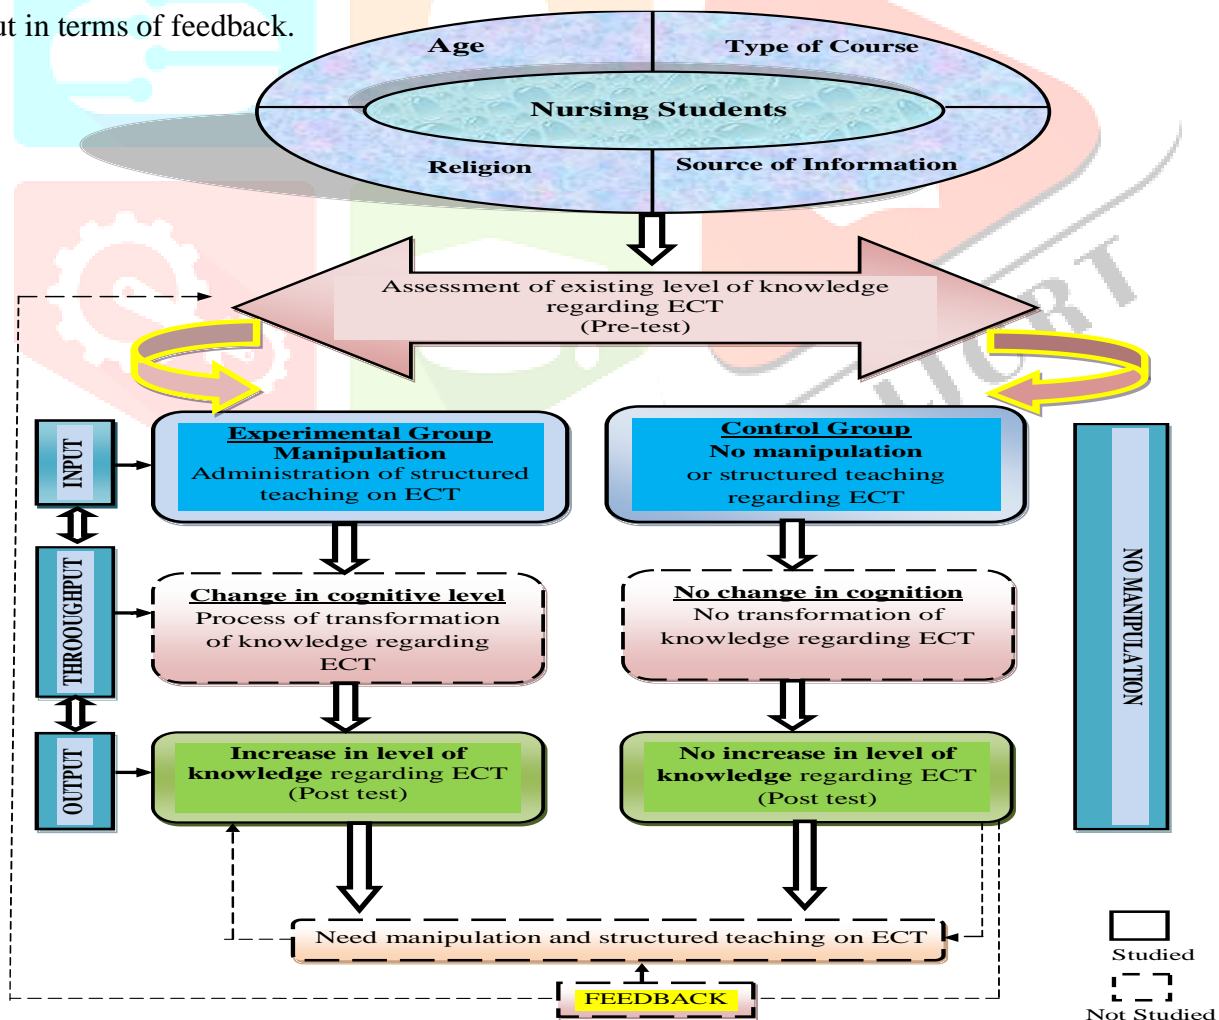 ut in terms of feedback.
Age
Type of Course
Nursing Students
Religion
Source of Information
Assessment of existing level of knowledge
regarding ECT
(Pre-test)
IJCRT
INPUT
Experimental Group
Manipulation
Administration of structured
teaching on ECT
Control Group
No manipulation
or structured teaching
regarding ECT
NO MANIPULATION
THROOUGHPUT
Change in cognitive level
Process of transformation
of knowledge regarding
ECT
No change in cognition
No transformation of
knowledge regarding ECT
OUTPUT
Increase in level of
knowledge regarding ECT
(Post test)
No increase in level of
knowledge regarding ECT
(Post test)
Need manipulation and structured teaching on ECT
FEEDBACK
Studied
Not Studied